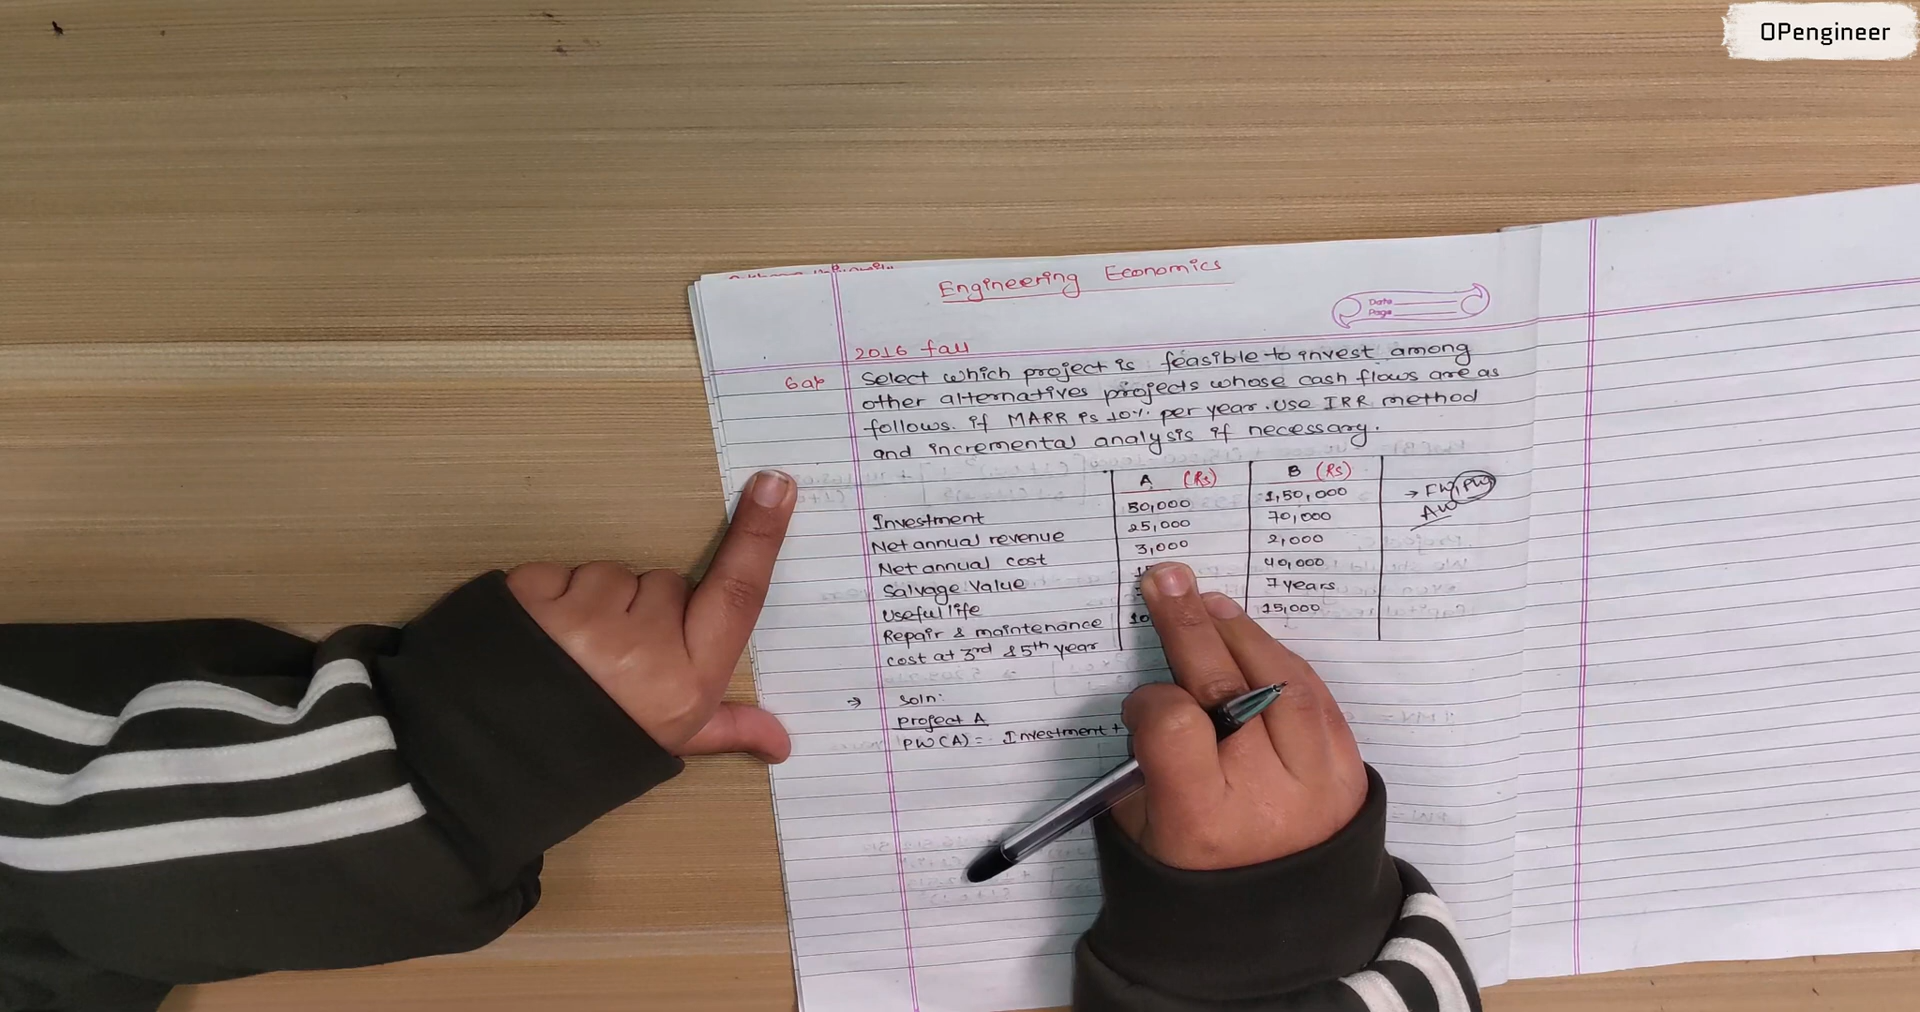 OPengineer
Engineering Economics
Date
Page
2016 fall
6a
Select which project is feasible to invest among
other alternatives projects whose cash flows are as
follows. if MARR is 10% per year. Use IRR method
and incremental analysis if necessary.
A (Rs) B (Rs)
Investment 50,000 1,50,000 → FW, PW
Net annual revenue 25,000 70,000 AW
Net annual cost 3,000 2,000
Salvage value 40,000
Useful life 7 years
Repair & maintenance 15,000
cost at 3rd & 5th year
→ Soln:
Project A
PW(A) = - Investment +